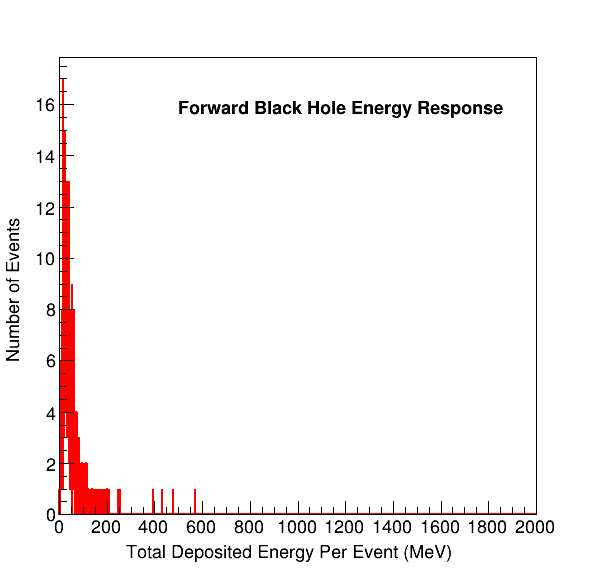 Forward Black Hole Energy Response
Number of Events
16
14
12
10
8
6
4
2
0
0 200 400 600 800 1000 1200 1400 1600 1800 2000
Total Deposited Energy Per Event (MeV)